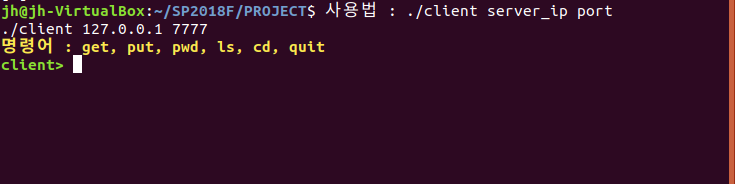 jh@jh-VirtualBox:~/SP2018F/PROJECT$ 사용법 : ./client server_ip port
./client 127.0.0.1 7777
명령어 : get, put, pwd, ls, cd, quit
client>